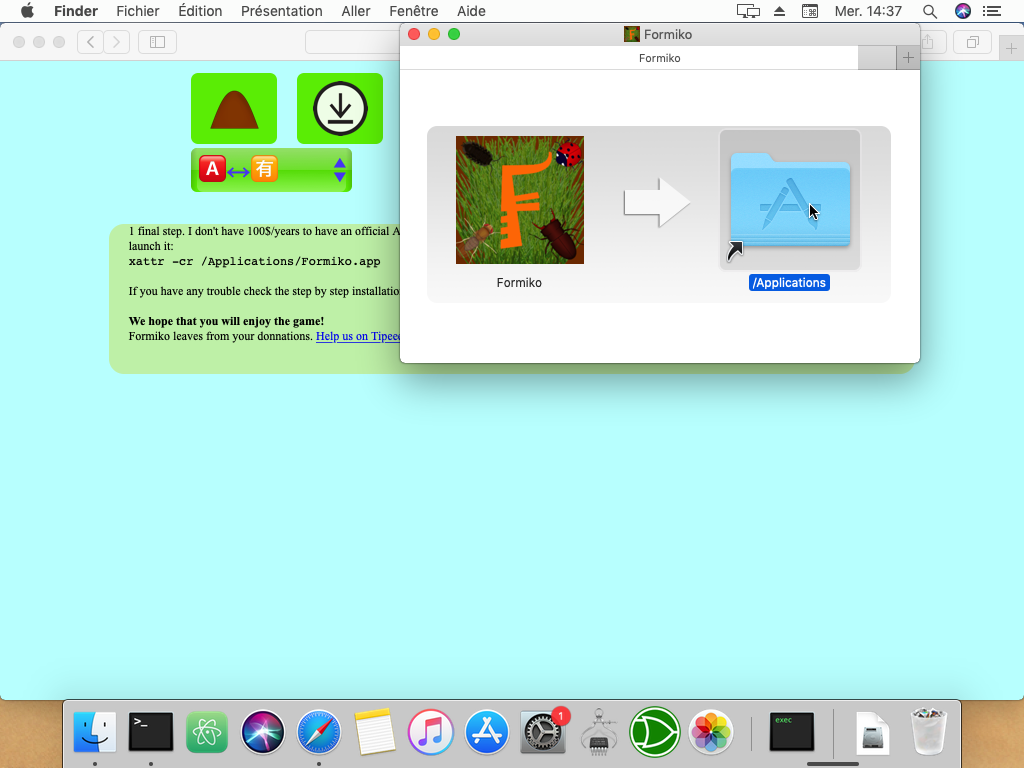 Finder Fichier Édition Présentation Aller Fenêtre Aide Mer. 14:37
Formiko
Formiko
A 有
F
1 final step. I don't have 100$/years to have an official A
launch it:
xattr -cr /Applications/Formiko.app
If you have any trouble check the step by step installatio
We hope that you will enjoy the game!
Formiko leaves from your donnations. Help us on Tipee
Formiko
/Applications
>_
1
exec